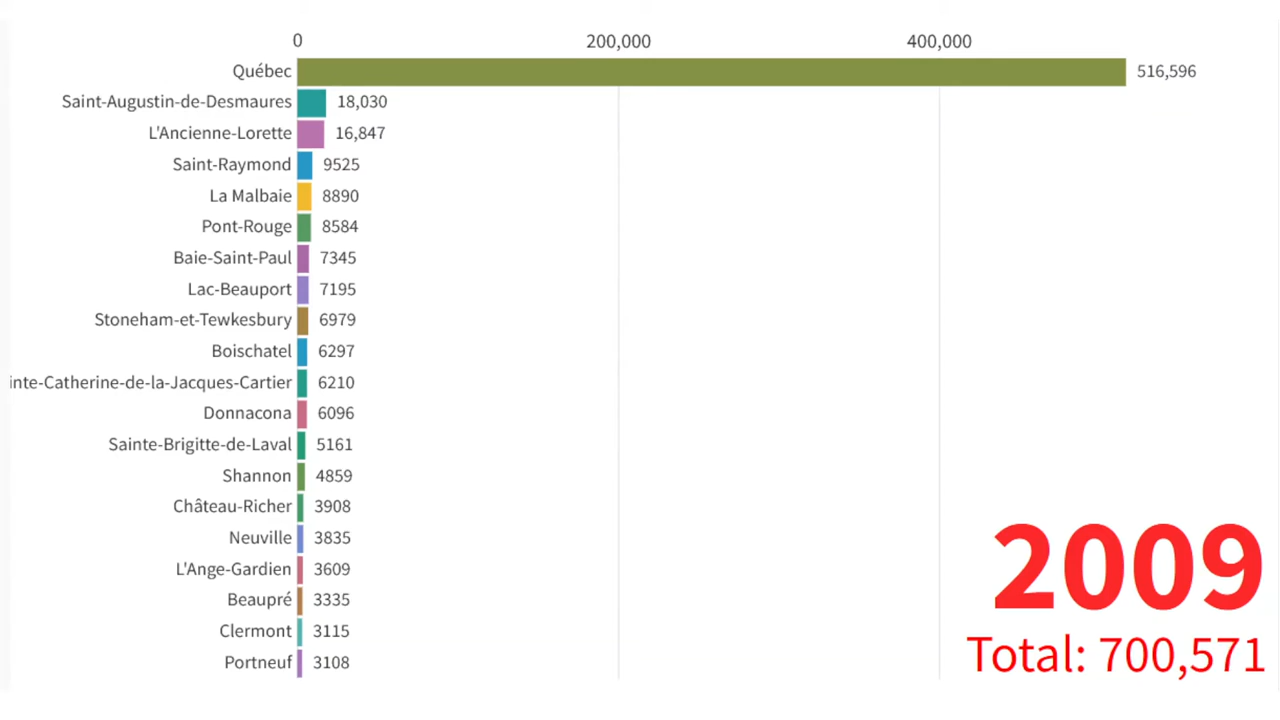 0 200,000 400,000
Québec 516,596
Saint-Augustin-de-Desmaures 18,030
L'Ancienne-Lorette 16,847
Saint-Raymond 9525
La Malbaie 8890
Pont-Rouge 8584
Baie-Saint-Paul 7345
Lac-Beauport 7195
Stoneham-et-Tewkesbury 6979
Boischatel 6297
inte-Catherine-de-la-Jacques-Cartier 6210
Donnacona 6096
Sainte-Brigitte-de-Laval 5161
Shannon 4859
Château-Richer 3908
Neuville 3835
L'Ange-Gardien 3609
Beaupré 3335
Clermont 3115
Portneuf 3108
2009
Total: 700,571